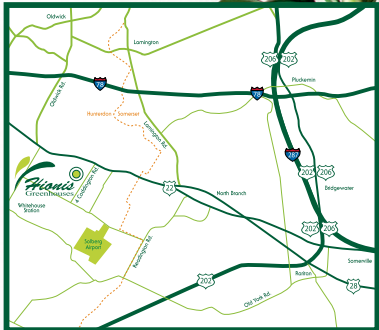 Oldwick
Lamington
206 202
Pluckemin
78
78
Oldwick Rd.
Hunterdon Somerset
Lamington Rd.
287
202 206
Bridgewater
Hionis
Greenhouses
4 Coddington Rd.
22
North Branch
Whitehouse
Station
202 206
Solberg
Airport
Readington Rd.
Somerville
Raritan
202
28
Old York Rd.